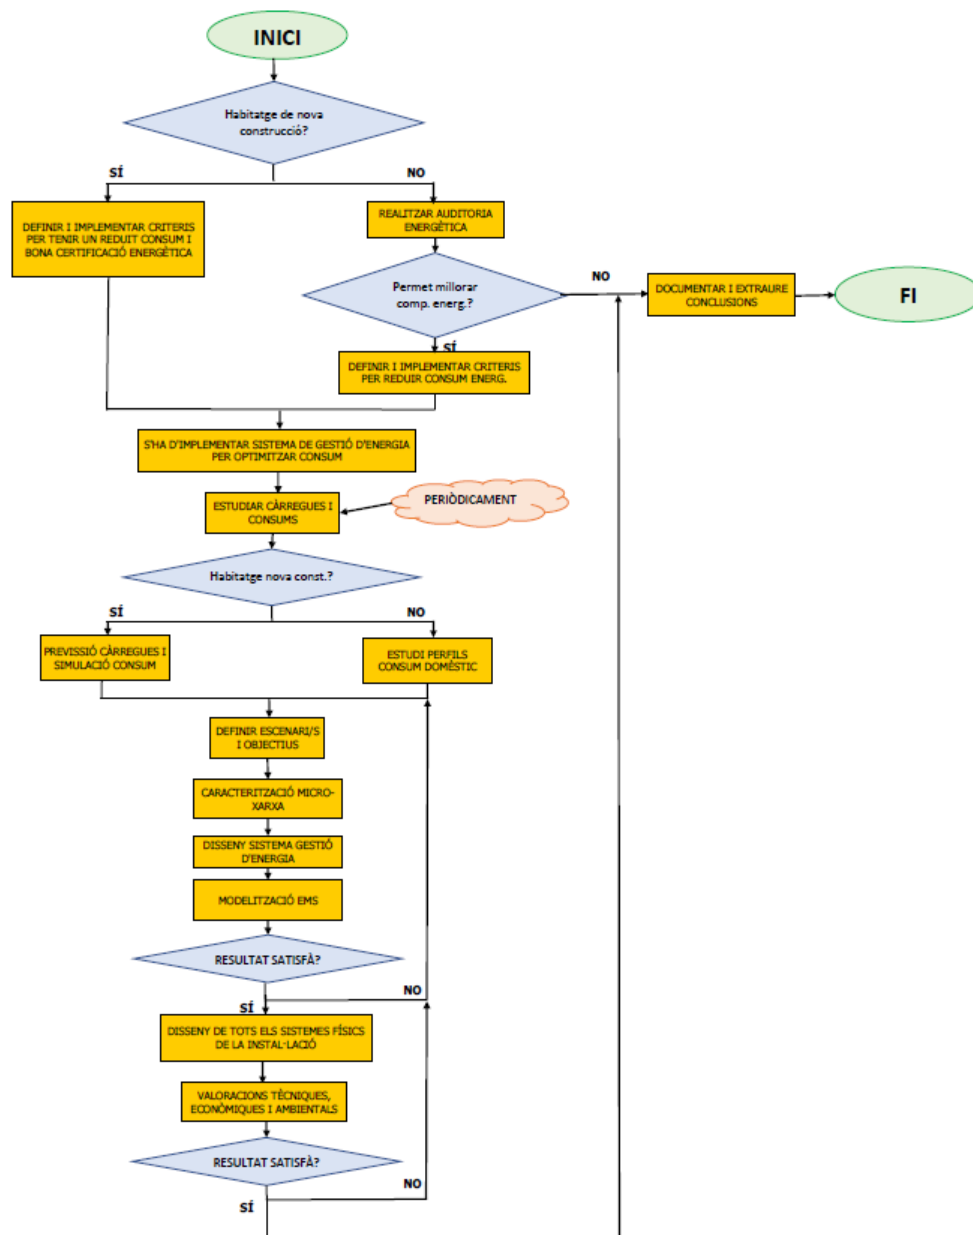 INICI
Habitatge de nova
construcció?
SÍ
NO
DEFINIR I IMPLEMENTAR CRITERIS
PER TENIR UN REDUIT CONSUM I
BONA CERTIFICACIÓ ENERGÈTICA
REALITZAR AUDITORIA
ENERGÈTICA
Permet millorar
comp. energ.?
NO
DOCUMENTAR I EXTRAURE
CONCLUSIONS
FI
SÍ
DEFINIR I IMPLEMENTAR CRITERIS
PER REDUIR CONSUM ENERG.
S'HA D'IMPLEMENTAR SISTEMA DE GESTIÓ D'ENERGIA
PER OPTIMITZAR CONSUM
ESTUDIAR CÀRREGUES I
CONSUMS
PERIÒDICAMENT
Habitatge nova const.?
SÍ
NO
PREVISSIÓ CÀRREGUES I
SIMULACIÓ CONSUM
ESTUDI PERFILS
CONSUM DOMÈSTIC
DEFINIR ESCENARI/S
I OBJECTIUS
CARACTERITZACIÓ MICRO-
XARXA
DISSENY SISTEMA GESTIÓ
D'ENERGIA
MODELITZACIÓ EMS
RESULTAT SATISFÀ?
NO
SÍ
DISSENY DE TOTS ELS SISTEMES FÍSICS
DE LA INSTAL·LACIÓ
VALORACIONS TÈCNIQUES,
ECONÒMIQUES I AMBIENTALS
RESULTAT SATISFÀ?
NO
SÍ